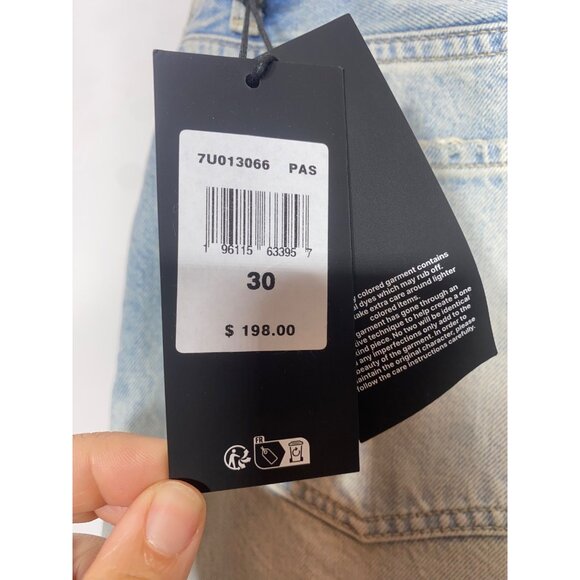 7U013066 PAS
1 96115 63395 7
30
$ 198.00
FR
colored garment contains
dyes which may rub off.
ake extra care around lighter
colored items.
garment has gone through an
ive technique to help create a one
kind piece. No two will be identical
any imperfections only add to the
beauty of the garment. In order to
aintain the original character, please
follow the care instructions carefully.